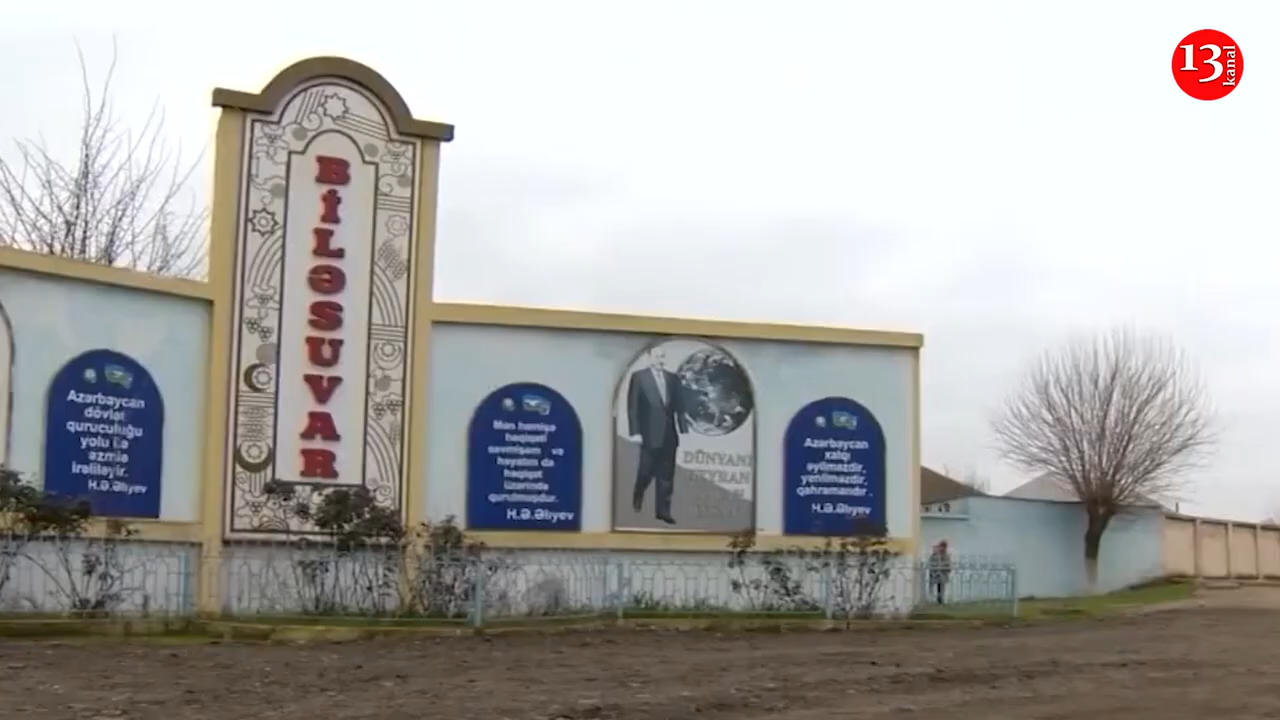 13
kanal
BİLƏSUVAR
Azərbaycan
dövlət
quruculuğu
yolu ilə
əzmlə
irəliləyir.
H.Ə.Əliyev
Mən həmişə
həqiqəti
sevmişəm və
həyatım da
həqiqət
üzərində
qurulmuşdur.
H.Ə.Əliyev
DÜNYANI
HEYRAN
Azərbaycan
xalqı
əyilməzdir,
yenilməzdir,
qəhrəmandır.
H.Ə.Əliyev